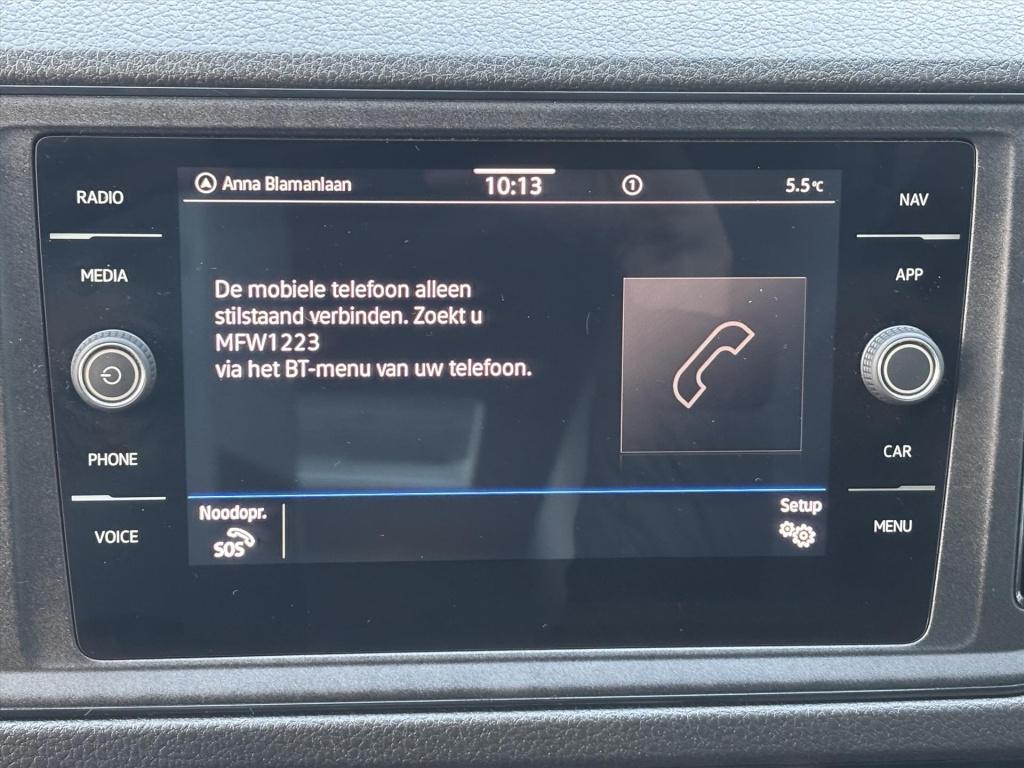 RADIO
MEDIA
PHONE
VOICE
Anna Blamanlaan
10:13
1
5.5°C
De mobiele telefoon alleen
stilstaand verbinden. Zoekt u
MFW1223
via het BT-menu van uw telefoon.
Noodopr.
SOS
Setup
NAV
APP
CAR
MENU